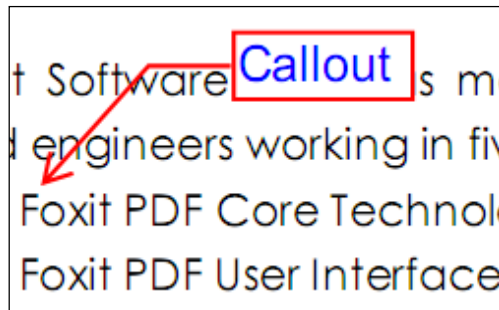 t Software Callout s m
d engineers working in fiv
Foxit PDF Core Technol
Foxit PDF User Interface